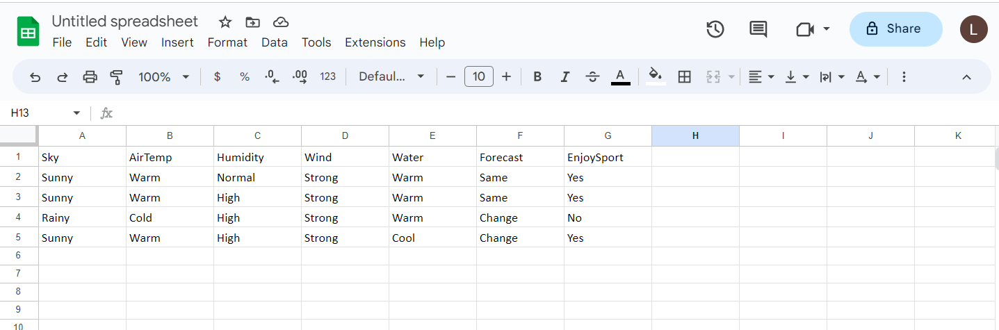 Untitled spreadsheet
File Edit View Insert Format Data Tools Extensions Help
Share
L
100% $ % .0 .00 123 Defaul... 10 B I S A A
H13 fx
A B C D E F G H I J K
1 Sky AirTemp Humidity Wind Water Forecast EnjoySport
2 Sunny Warm Normal Strong Warm Same Yes
3 Sunny Warm High Strong Warm Same Yes
4 Rainy Cold High Strong Warm Change No
5 Sunny Warm High Strong Cool Change Yes
6
7
8
9
10